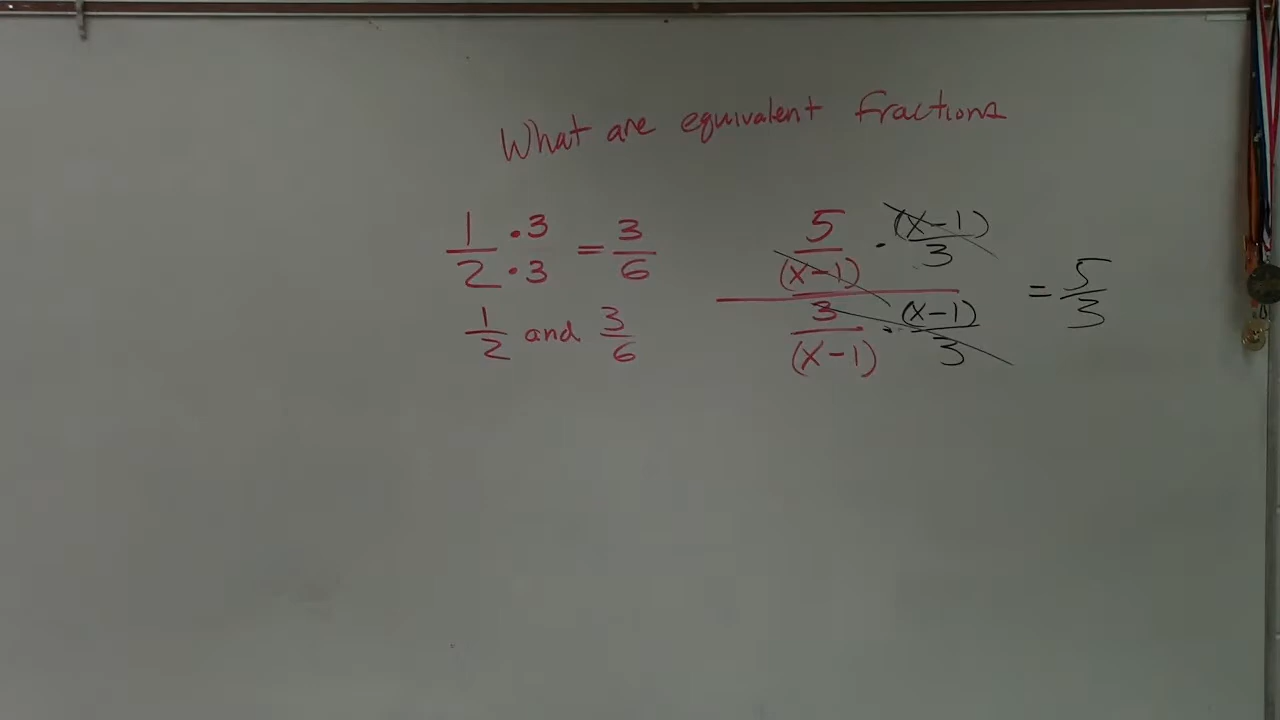 What are equivalent fractions
1/2 · 3/· 3 = 3/6
1/2 and 3/6
(5/(x-1) · (x-1)/3)/(3/(x-1) · (x-1)/3) = 5/3